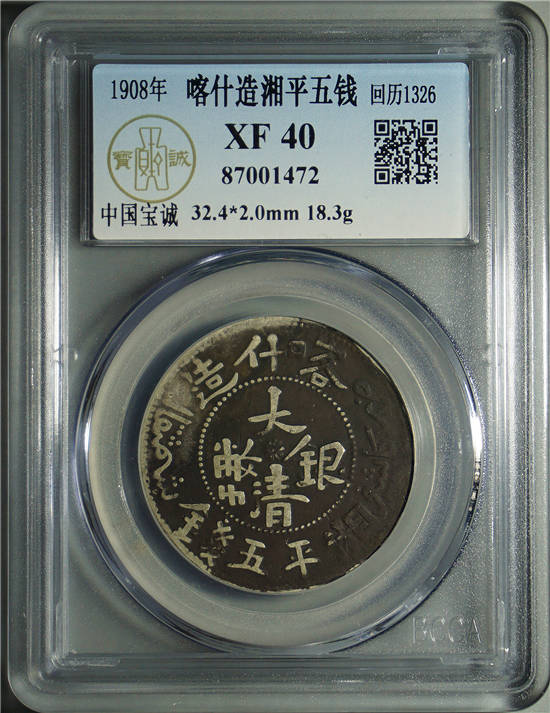 1908年 喀什造湘平五钱 回历1326
XF 40
87001472
寳 誠
中国宝诚 32.4*2.0mm 18.3g
造什喀
大清銀幣
平五錢
BCCA